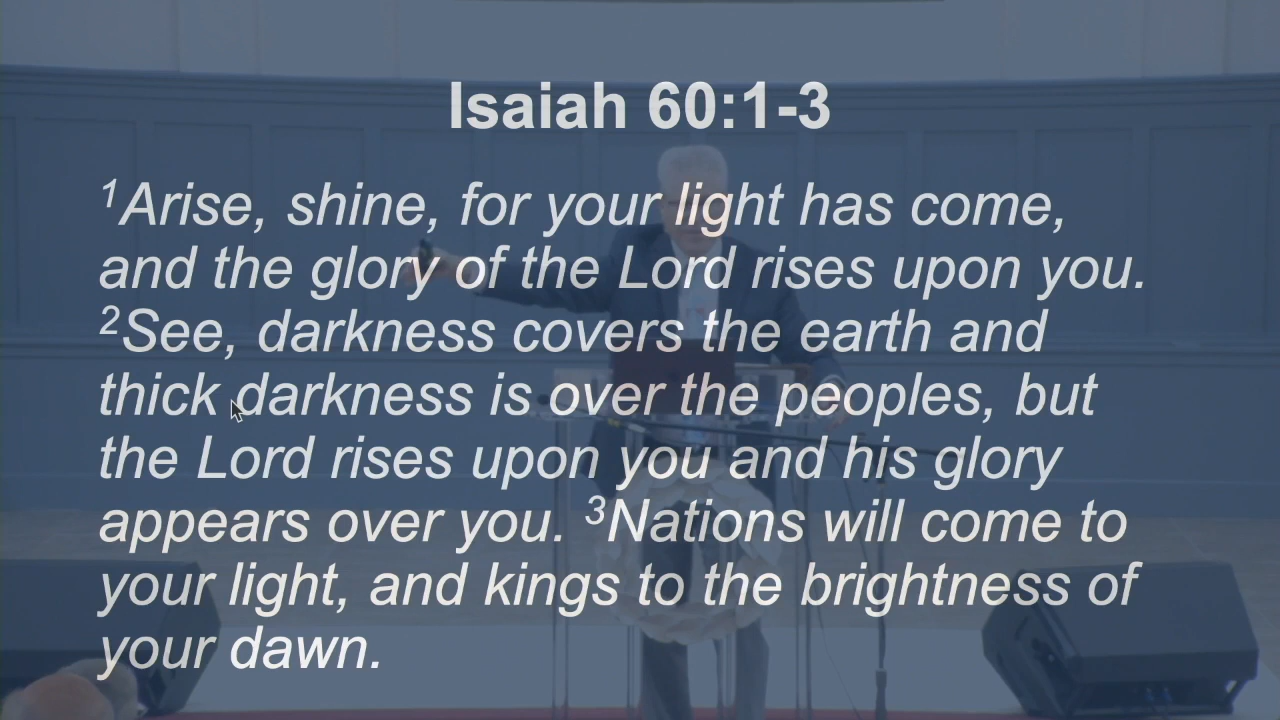 Isaiah 60:1-3
1Arise, shine, for your light has come,
and the glory of the Lord rises upon you.
2See, darkness covers the earth and
thick darkness is over the peoples, but
the Lord rises upon you and his glory
appears over you. 3Nations will come to
your light, and kings to the brightness of
your dawn.